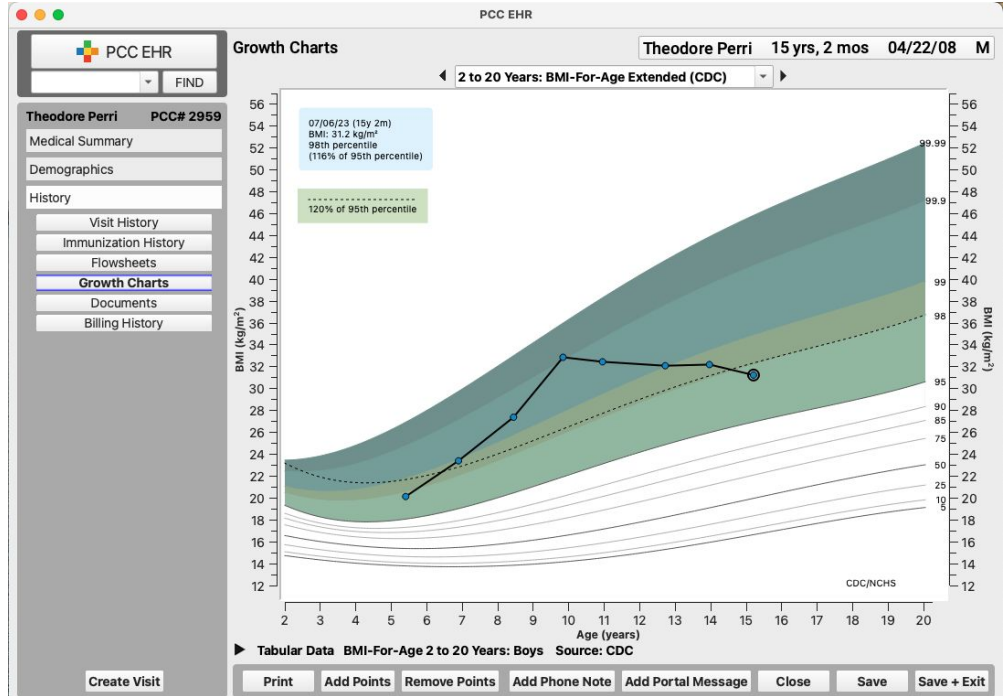 PCC EHR
PCC EHR
FIND
Theodore Perri PCC# 2959
Medical Summary
Demographics
History
Visit History
Immunization History
Flowsheets
Growth Charts
Documents
Billing History
Create Visit
Growth Charts
Theodore Perri 15 yrs, 2 mos 04/22/08 M
2 to 20 Years: BMI-For-Age Extended (CDC)
56
54
52
50
48
46
44
42
40
38
36
34
32
30
28
26
24
22
20
18
16
14
12
BMI (kg/m²)
07/06/23 (15y 2m)
BMI: 31.2 kg/m²
98th percentile
(116% of 95th percentile)
120% of 95th percentile
99.99
99.9
99
98
95
90
85
75
50
25
10
5
56
54
52
50
48
46
44
42
40
38
36
34
32
30
28
26
24
22
20
18
16
14
12
BMI (kg/m²)
CDC/NCHS
2 3 4 5 6 7 8 9 10 11 12 13 14 15 16 17 18 19 20
Age (years)
Tabular Data BMI-For-Age 2 to 20 Years: Boys Source: CDC
Print Add Points Remove Points Add Phone Note Add Portal Message Close Save Save + Exit